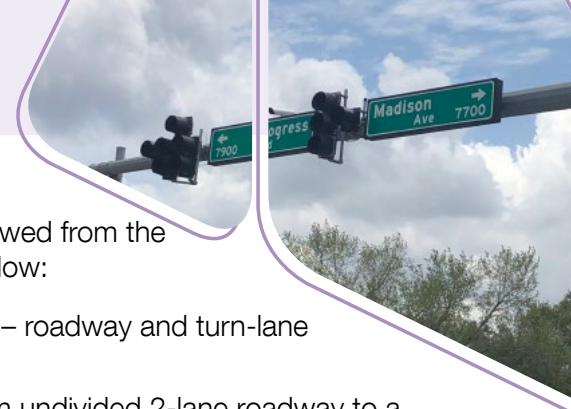 ←
7900
ogress
d
Madison →
Ave 7700
wed from the
low:
– roadway and turn-lane
n undivided 2-lane roadway to a